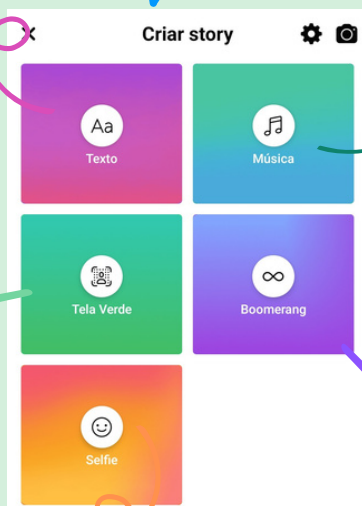 Criar story
Aa
Texto
Música
Tela Verde
Boomerang
Selfie